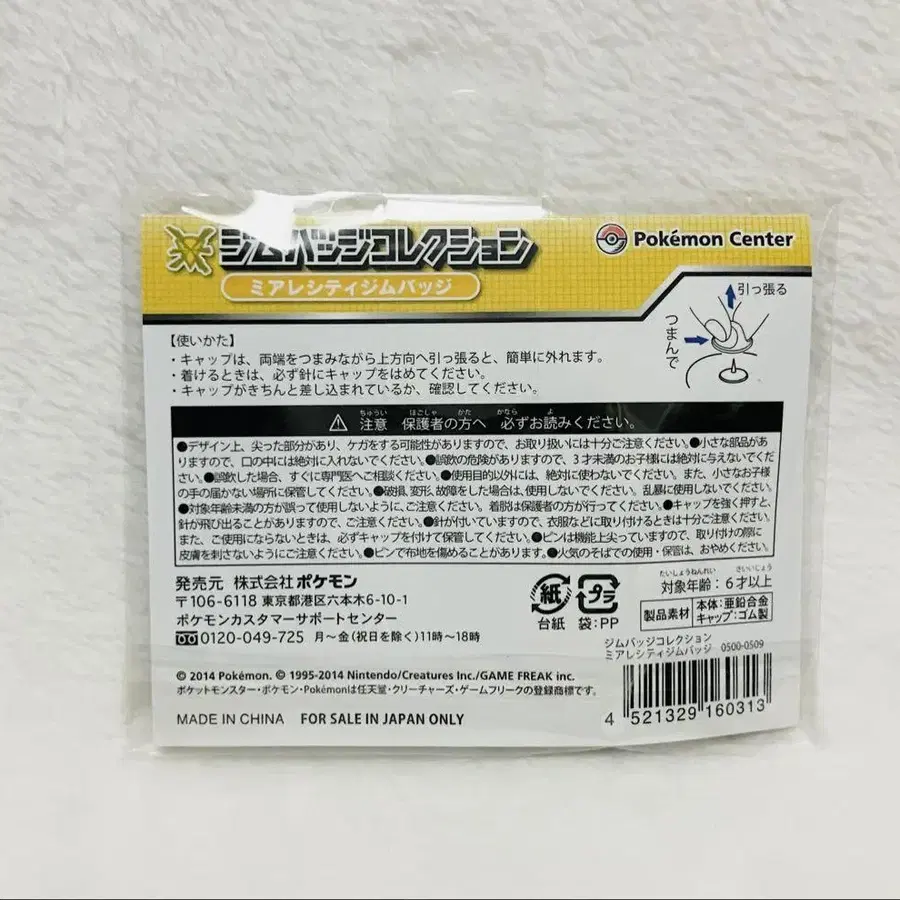 ジムバッジコレクション
Pokémon Center
ミアレシティジムバッジ
引っ張る
つまんで
【使いかた】
・キャップは、両端をつまみながら上方向へ引っ張ると、簡単に外れます。
・着けるときは、必ず針にキャップをはめてください。
・キャップがきちんと差し込まれているか、確認してください。
ちゅうい ほごしゃ かた かなら よ
注意 保護者の方へ 必ずお読みください。
●デザイン上、尖った部分があり、ケガをする可能性がありますので、お取り扱いには十分ご注意ください。●小さな部品があ
りますので、口の中には絶対に入れないでください。●誤飲の危険がありますので、3才未満のお子様には絶対に与えないでくだ
さい。●誤飲した場合、すぐに専門医へご相談ください。●使用目的以外には、絶対に使わないでください。また、小さなお子様
の手の届かない場所に保管してください。●破損、変形、故障をした場合は、使用しないでください。乱暴に使用しないでください。
●対象年齢未満の方が誤って使用しないように、ご注意ください。着脱は保護者の方が行ってください。●キャップを強く押すと、
針が飛び出ることがありますので、ご注意ください。●針が付いていますので、衣服などに取り付けるときは十分ご注意ください。
また、ご使用にならないときは、必ずキャップを付けて保管してください。●ピンは機能上尖っていますので、取り付けの際に
皮膚を刺さないようにご注意ください。●ピンで布地を傷めることがあります。●火気のそばでの使用・保管は、おやめください。
発売元 株式会社ポケモン
〒106-6118 東京都港区六本木6-10-1
ポケモンカスタマーサポートセンター
0120-049-725 月〜金(祝日を除く)11時〜18時
紙
台紙
プラ
袋:PP
たいしょうねんれい さいいじょう
対象年齢:6才以上
製品素材
本体:亜鉛合金
キャップ:ゴム製
ジムバッジコレクション
ミアレシティジムバッジ 0500-0509
© 2014 Pokémon. © 1995-2014 Nintendo/Creatures Inc./GAME FREAK inc.
ポケットモンスター・ポケモン・Pokémonは任天堂・クリーチャーズ・ゲームフリークの登録商標です。
MADE IN CHINA FOR SALE IN JAPAN ONLY
4 521329 160313